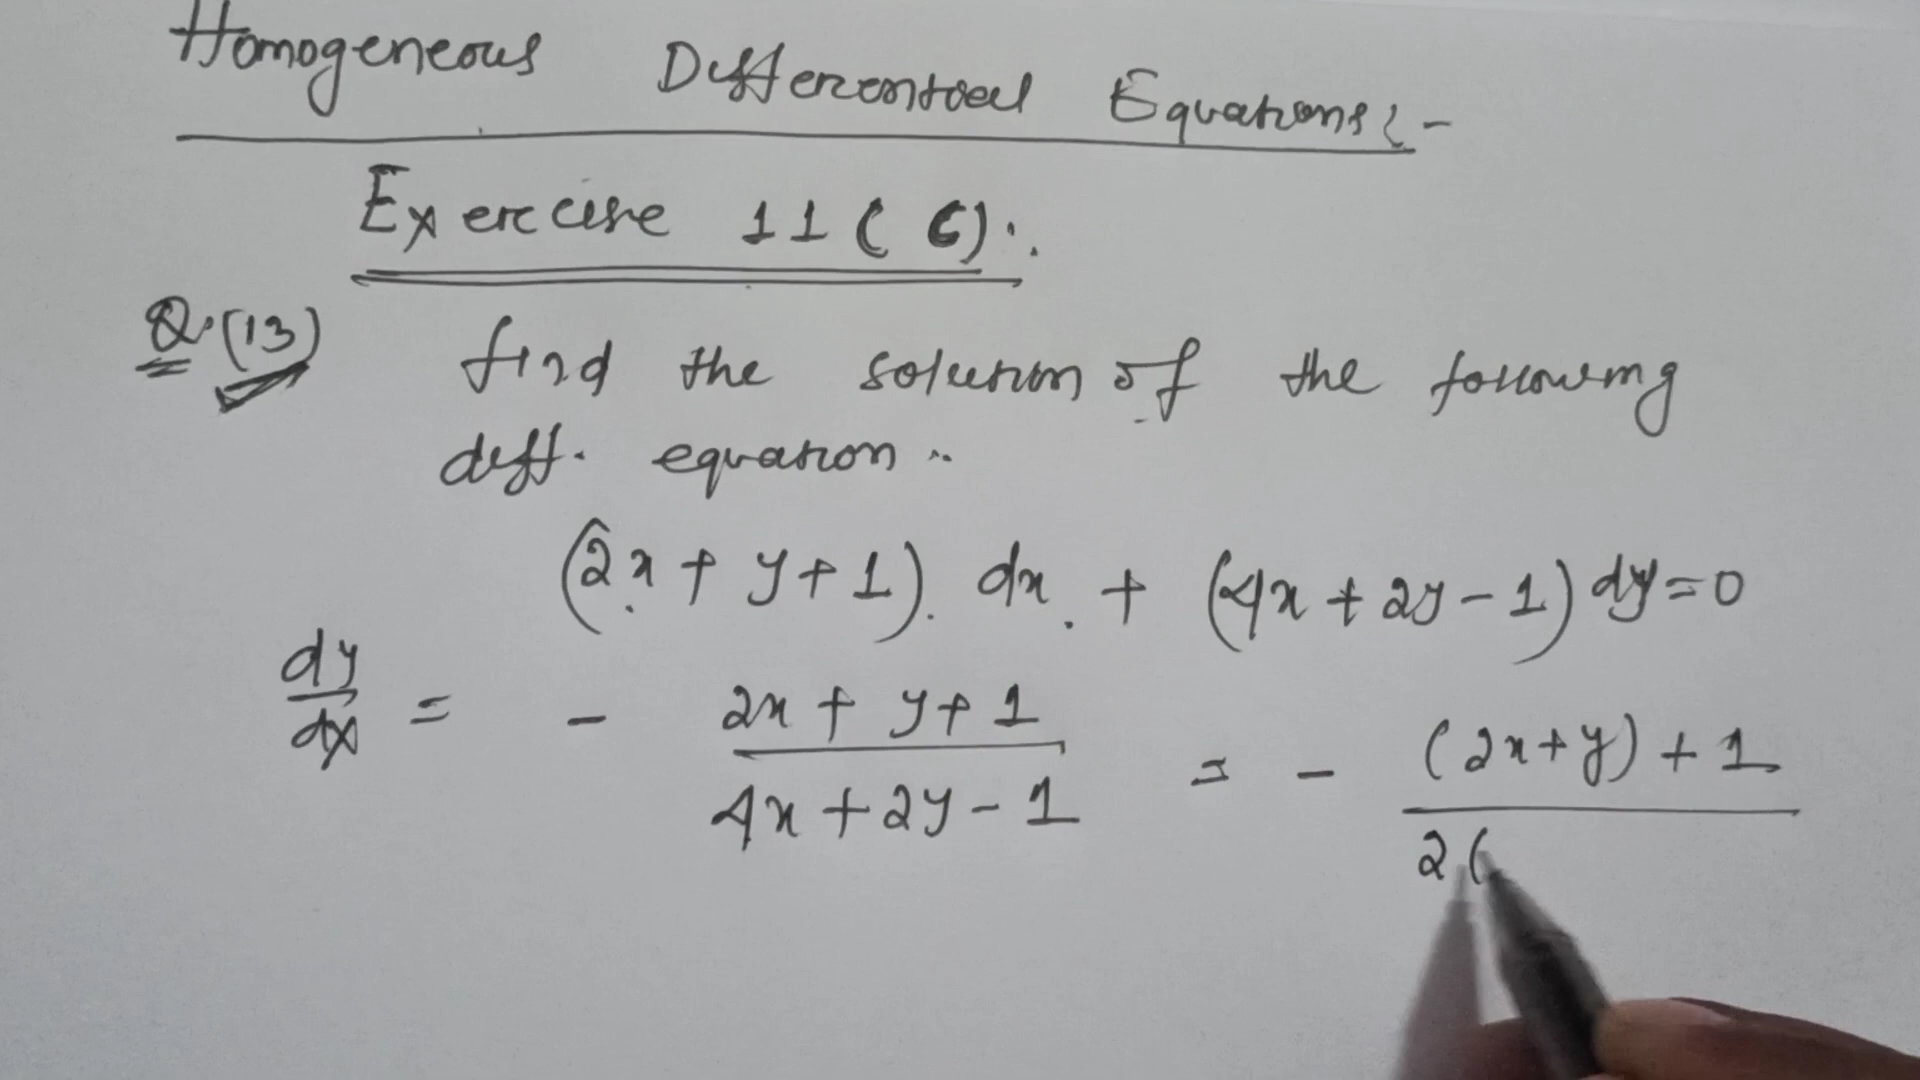 Homogeneous Differential Equations:-
Exercise 11(C):.
Q.(13) find the solution of the following
diff. equation..
(2x + y + 1). dx. + (4x + 2y - 1) dy = 0
dy/dx = - (2x + y + 1)/(4x + 2y - 1) = - ((2x + y) + 1)/(2(